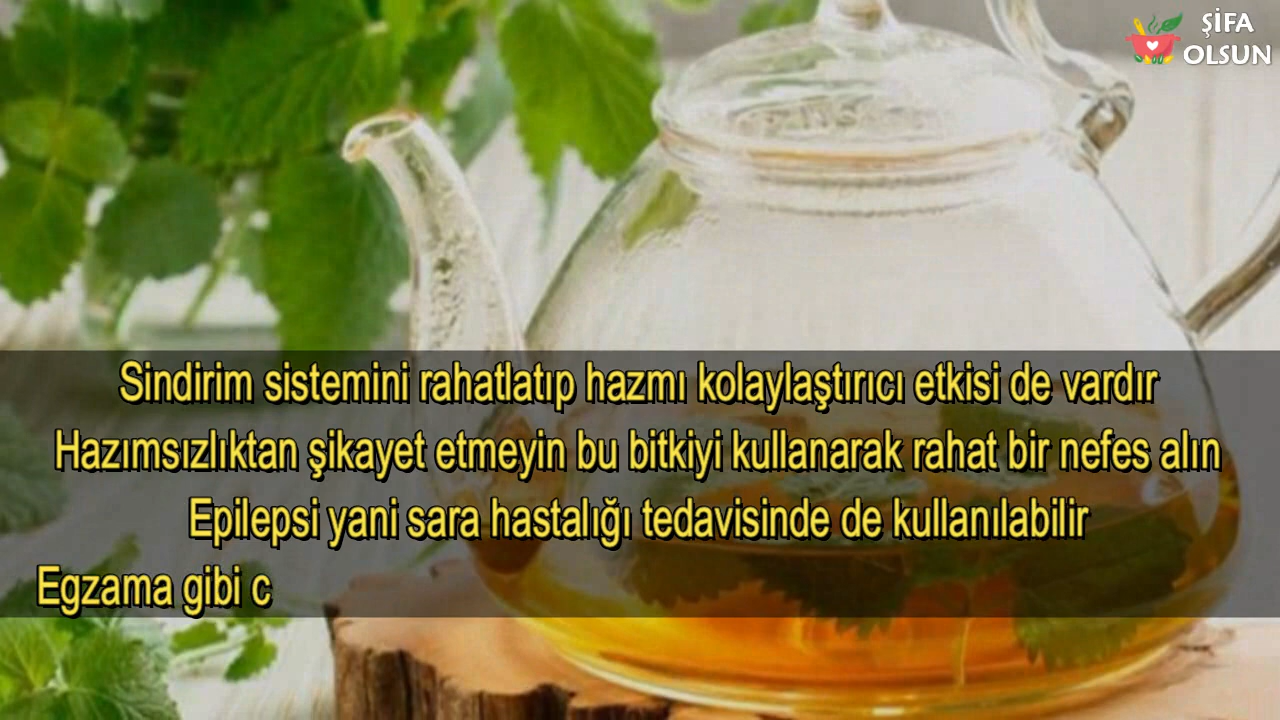 ŞİFA
OLSUN
Sindirim sistemini rahatlatıp hazmı kolaylaştırıcı etkisi de vardır
Hazımsızlıktan şikayet etmeyin bu bitkiyi kullanarak rahat bir nefes alın
Epilepsi yani sara hastalığı tedavisinde de kullanılabilir
Egzama gibi c